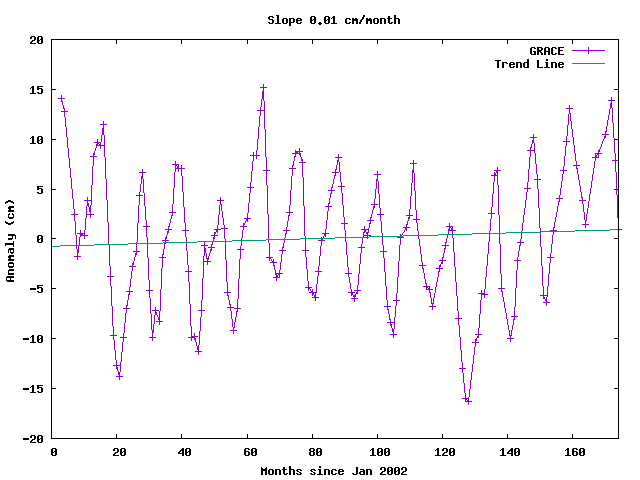 Slope 0.01 cm/month
20
15
10
5
0
-5
-10
-15
-20
Anomaly (cm)
GRACE
Trend Line
0 20 40 60 80 100 120 140 160
Months since Jan 2002